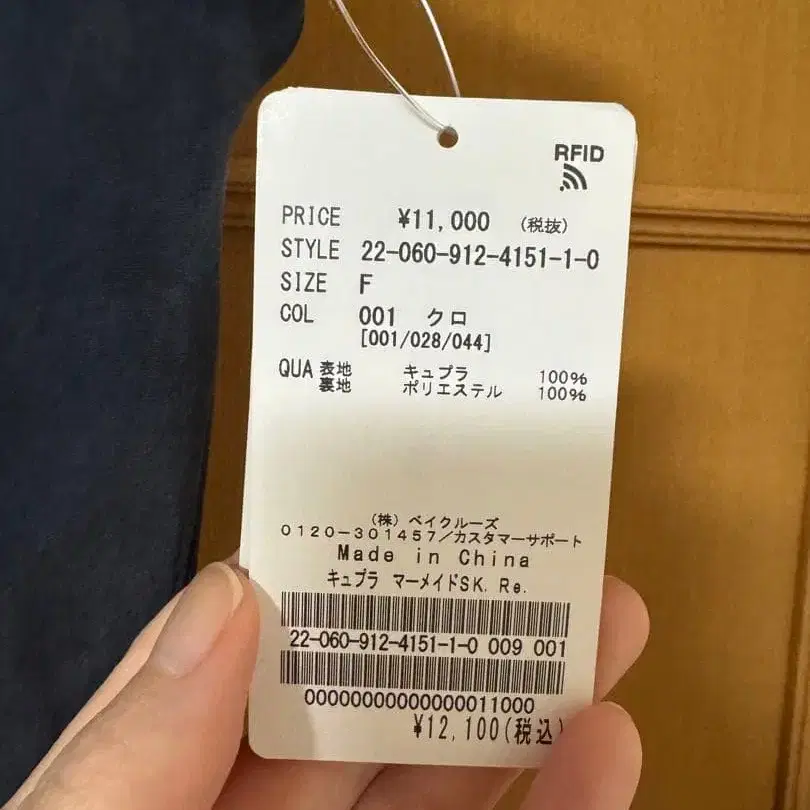 RFID
PRICE ¥11,000 (税抜)
STYLE 22-060-912-4151-1-0
SIZE F
COL 001 クロ
[001/028/044]
QUA 表地 キュプラ 100%
裏地 ポリエステル 100%
(株) ベイクルーズ
0120-301457/カスタマーサポート
Made in China
キュプラ マーメイドSK. Re.
22-060-912-4151-1-0 009 001
00000000000000011000
¥12,100(税込)